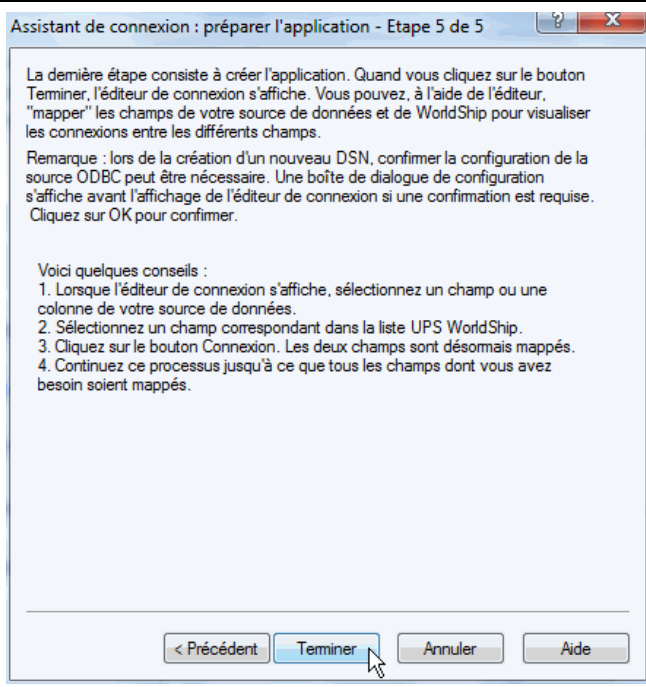 Assistant de connexion : préparer l'application - Etape 5 de 5
La dernière étape consiste à créer l'application. Quand vous cliquez sur le bouton
Terminer, l'éditeur de connexion s'affiche. Vous pouvez, à l'aide de l'éditeur,
"mapper" les champs de votre source de données et de WorldShip pour visualiser
les connexions entre les différents champs.
Remarque : lors de la création d'un nouveau DSN, confirmer la configuration de la
source ODBC peut être nécessaire. Une boîte de dialogue de configuration
s'affiche avant l'affichage de l'éditeur de connexion si une confirmation est requise.
Cliquez sur OK pour confirmer.
Voici quelques conseils :
1. Lorsque l'éditeur de connexion s'affiche, sélectionnez un champ ou une
colonne de votre source de données.
2. Sélectionnez un champ correspondant dans la liste UPS WorldShip.
3. Cliquez sur le bouton Connexion. Les deux champs sont désormais mappés.
4. Continuez ce processus jusqu'à ce que tous les champs dont vous avez
besoin soient mappés.
< Précédent Terminer Annuler Aide